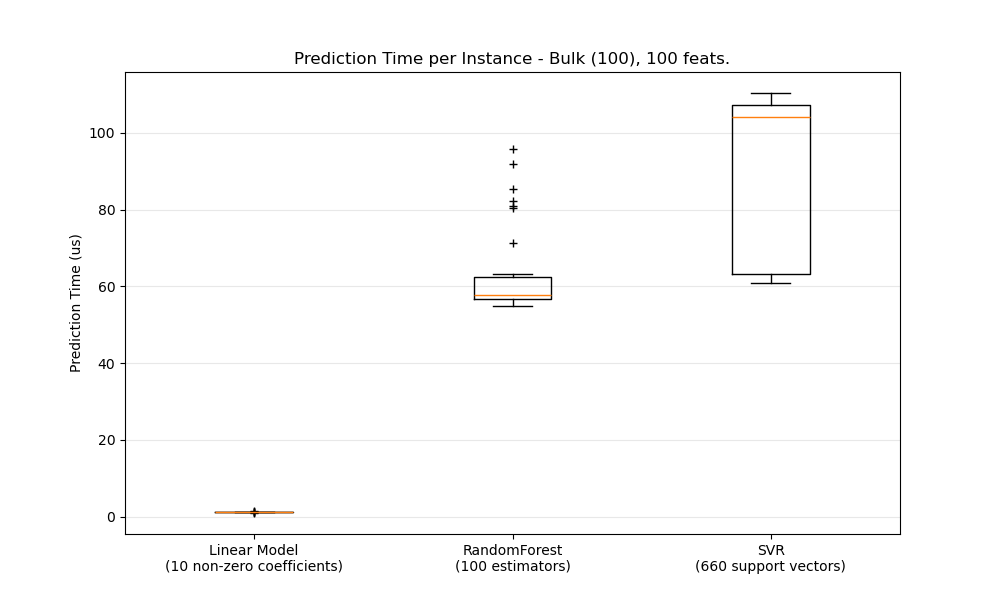 Prediction Time per Instance - Bulk (100), 100 feats.
Prediction Time (us)
100
80
60
40
20
0
Linear Model
(10 non-zero coefficients)
RandomForest
(100 estimators)
SVR
(660 support vectors)